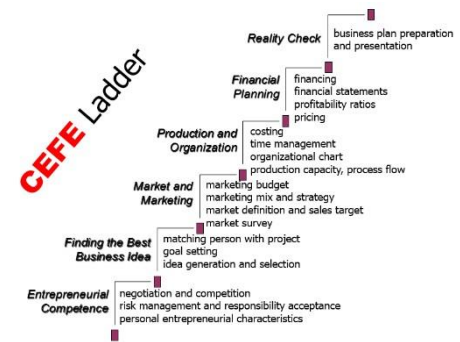 CEFE Ladder
Reality Check
business plan preparation
and presentation
Financial
Planning
financing
financial statements
profitability ratios
pricing
Production and
Organization
costing
time management
organizational chart
production capacity, process flow
Market and
Marketing
marketing budget
marketing mix and strategy
market definition and sales target
market survey
Finding the Best
Business Idea
matching person with project
goal setting
idea generation and selection
Entrepreneurial
Competence
negotiation and competition
risk management and responsibility acceptance
personal entrepreneurial characteristics